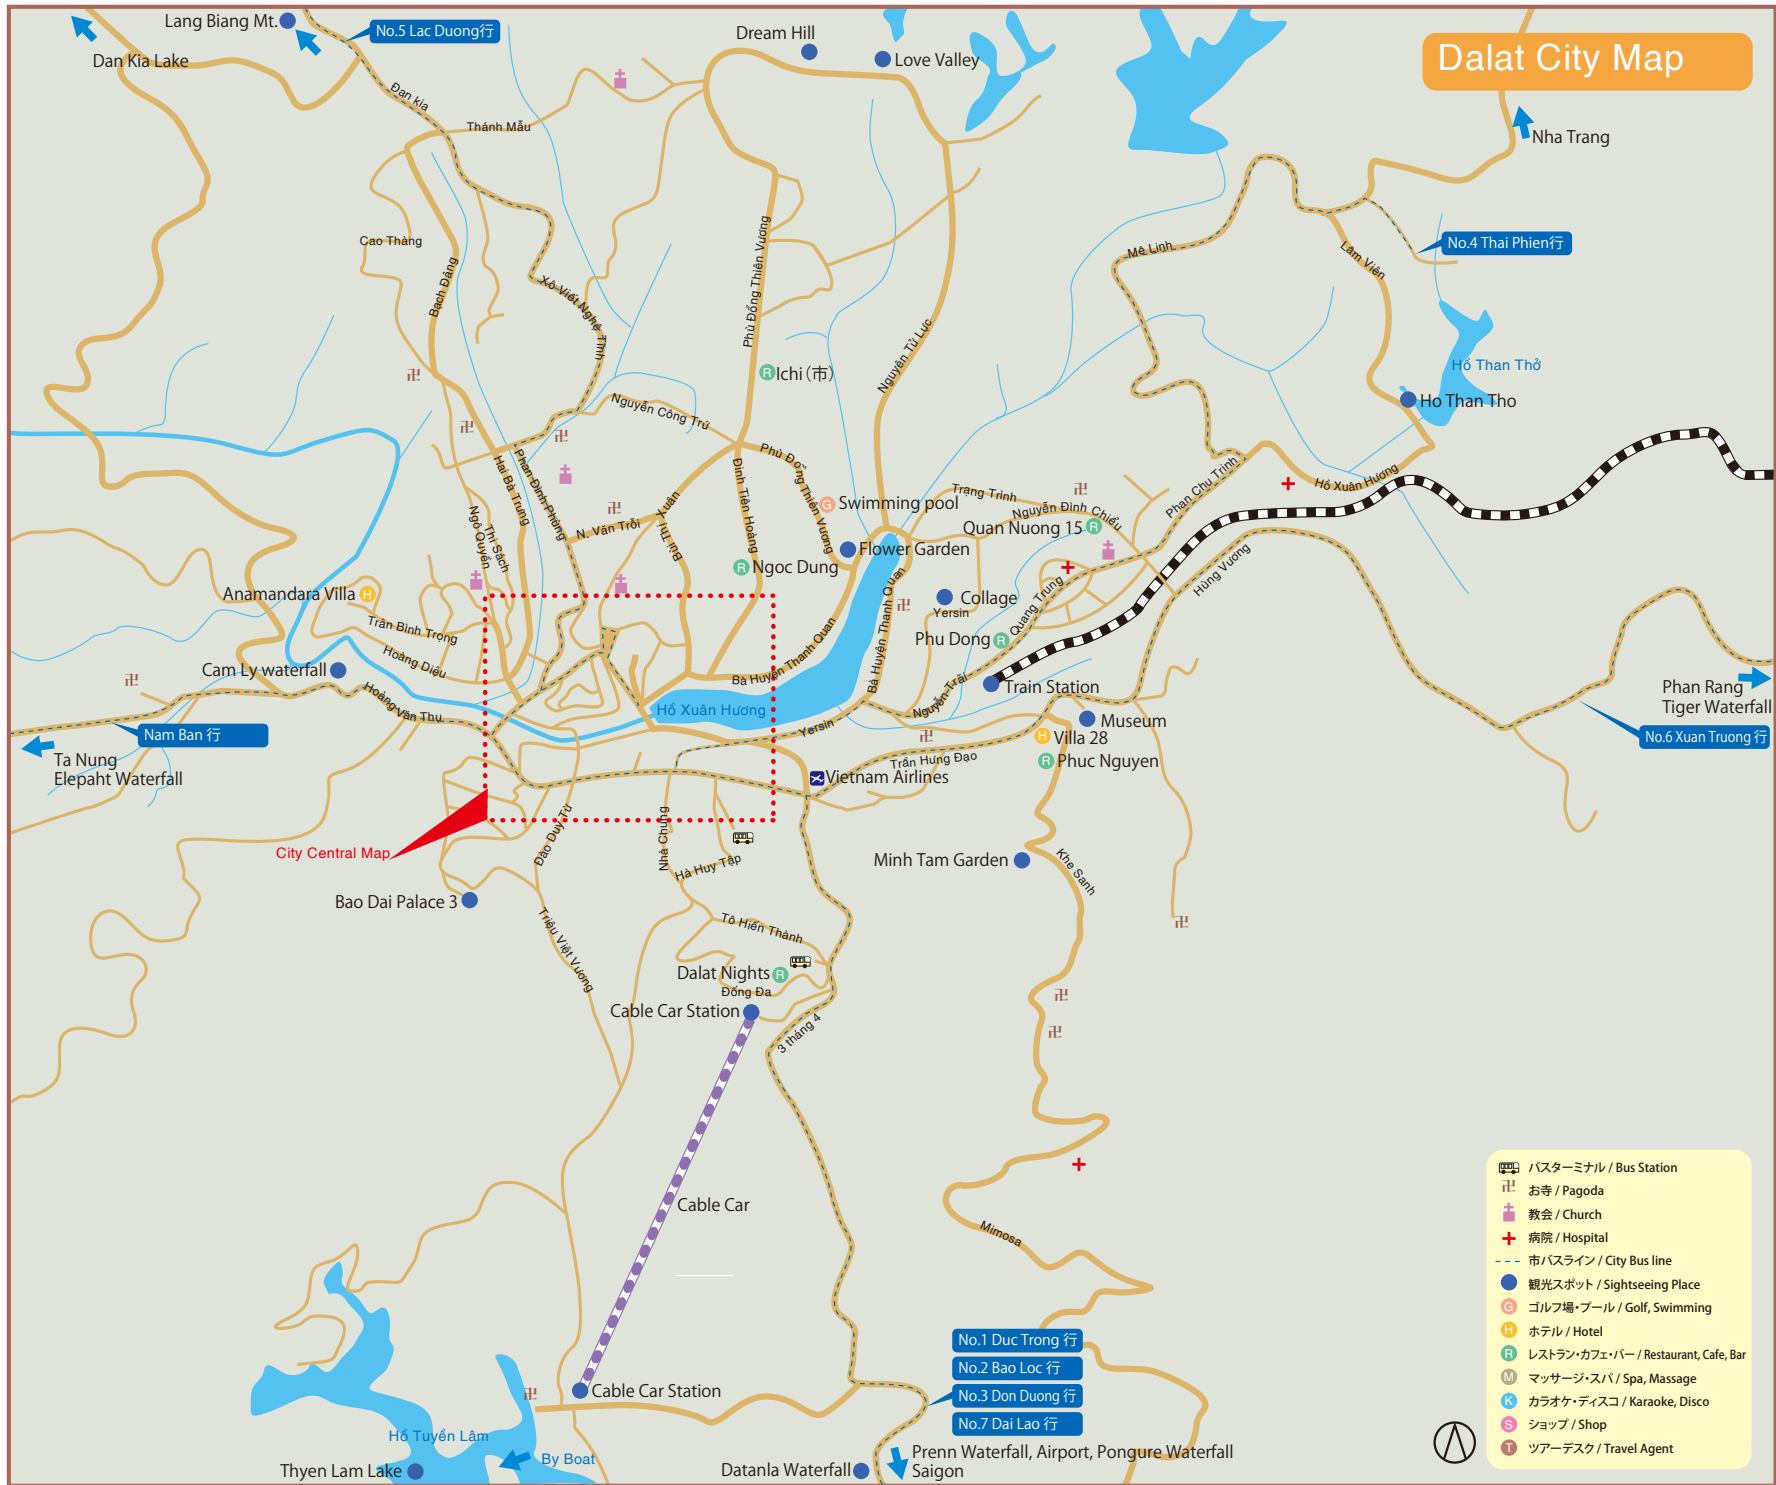 Dalat City Map
Lang Biang Mt.
No.5 Lac Duong行
Dan Kia Lake
Dream Hill
Love Valley
Nha Trang
Đan kia
Thánh Mẫu
Cao Thàng
Bạch Đáng
Xô Viết Nghệ Tĩnh
Phù Đổng Thiên Vương
Nguyên Tử Lực
Mê Linh
Lâm Viên
No.4 Thai Phien行
Hồ Than Thở
Ho Than Tho
Ichi (市)
Nguyễn Công Trứ
Phù Đổng Thiên Vương
Hai Bà Trưng
Phan Đình Phùng
Ngô Quyền
Thi Sách
N. Văn Trỗi
Bùi Thị Xuân
Đinh Tiên Hoàng
Swimming pool
Trạng Trình
Nguyễn Đình Chiểu
Quan Nuong 15
Phan Chu Trinh
Hồ Xuân Hương
Flower Garden
Ngoc Dung
Hùng Vương
Anamandara Villa
Trần Bình Trọng
Hoàng Diệu
Cam Ly waterfall
Hoàng Văn Thụ
Collage
Yersin
Quang Trung
Phu Dong
Bà Huyện Thanh Quan
Bà Huyện Thanh Quan
Nguyễn Trãi
Train Station
Hồ Xuân Hương
Yersin
Museum
Villa 28
Phuc Nguyen
Trần Hưng Đạo
Vietnam Airlines
Phan Rang
Tiger Waterfall
No.6 Xuan Truong 行
Nam Ban 行
Ta Nung
Elepaht Waterfall
City Central Map
Đào Duy Từ
Nhà Chung
Hà Huy Tập
Minh Tam Garden
Khe Sanh
Bao Dai Palace 3
Triệu Việt Vương
Tô Hiến Thành
Dalat Nights
Đống Đa
Cable Car Station
3 tháng 4
Cable Car
Mimosa
No.1 Duc Trong 行
No.2 Bao Loc 行
No.3 Don Duong 行
No.7 Dai Lao 行
Cable Car Station
Hồ Tuyền Lâm
By Boat
Thyen Lam Lake
Datanla Waterfall
Prenn Waterfall, Airport, Pongure Waterfall
Saigon
バスターミナル / Bus Station
お寺 / Pagoda
教会 / Church
病院 / Hospital
市バスライン / City Bus line
観光スポット / Sightseeing Place
G ゴルフ場・プール / Golf, Swimming
H ホテル / Hotel
R レストラン・カフェ・バー / Restaurant, Cafe, Bar
M マッサージ・スパ / Spa, Massage
K カラオケ・ディスコ / Karaoke, Disco
S ショップ / Shop
T ツアーデスク / Travel Agent